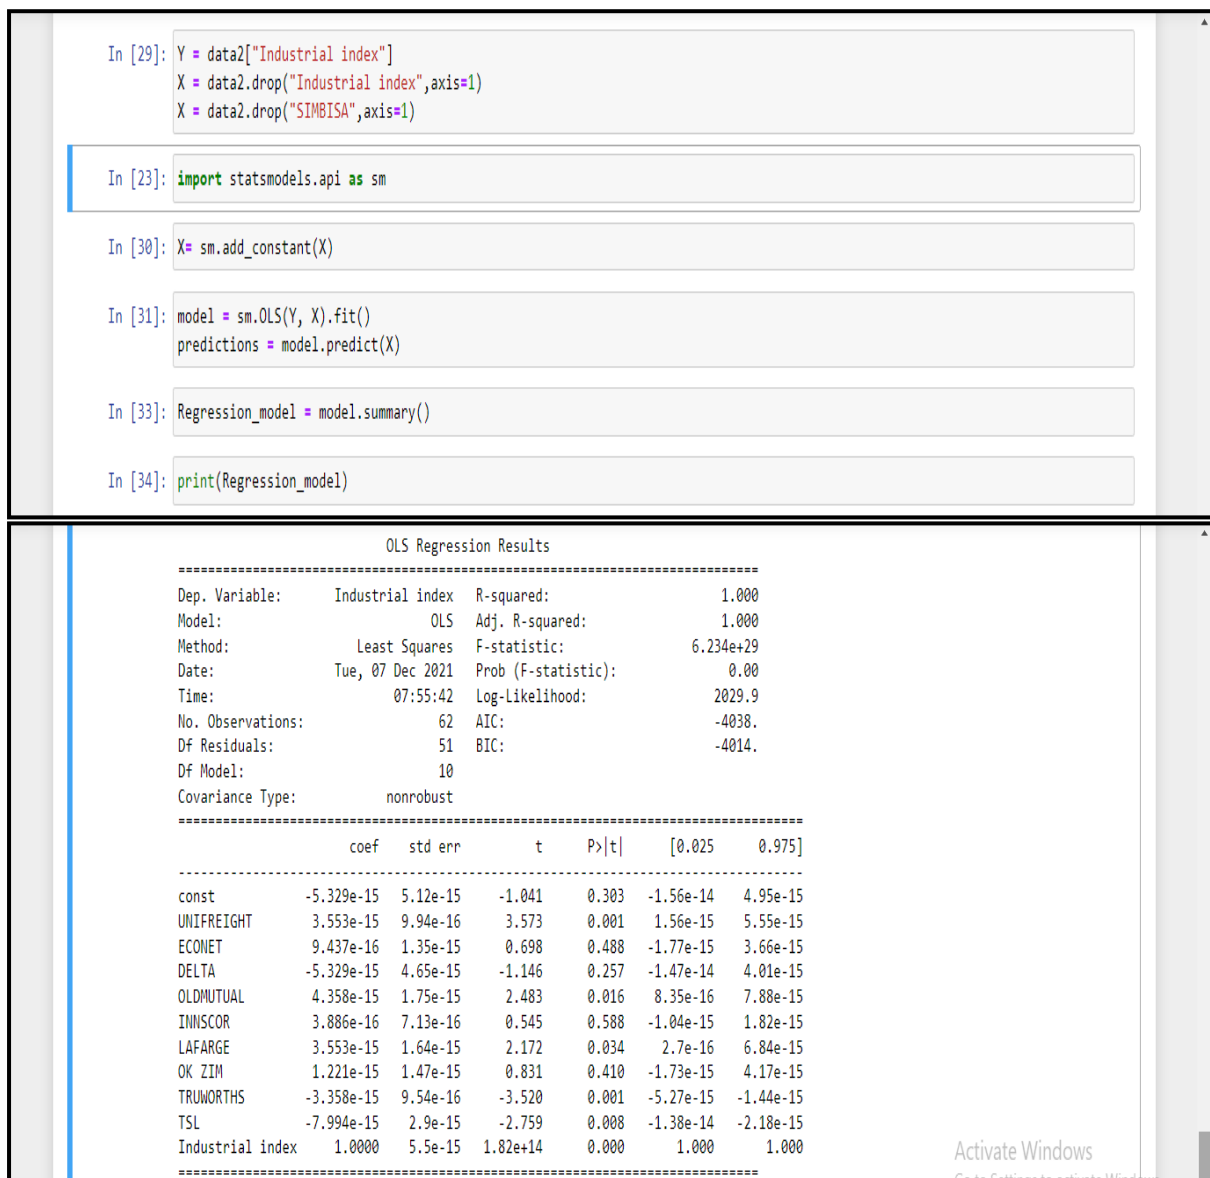 In [29]: Y = data2["Industrial index"]
X = data2.drop("Industrial index",axis=1)
X = data2.drop("SIMBISA",axis=1)
In [23]: import statsmodels.api as sm
In [30]: X= sm.add_constant(X)
In [31]: model = sm.OLS(Y, X).fit()
predictions = model.predict(X)
In [33]: Regression_model = model.summary()
In [34]: print(Regression_model)
OLS Regression Results
==============================================================================
Dep. Variable: Industrial index R-squared: 1.000
Model: OLS Adj. R-squared: 1.000
Method: Least Squares F-statistic: 6.234e+29
Date: Tue, 07 Dec 2021 Prob (F-statistic): 0.00
Time: 07:55:42 Log-Likelihood: 2029.9
No. Observations: 62 AIC: -4038.
Df Residuals: 51 BIC: -4014.
Df Model: 10
Covariance Type: nonrobust
====================================================================================
coef std err t P>|t| [0.025 0.975]
------------------------------------------------------------------------------------
const -5.329e-15 5.12e-15 -1.041 0.303 -1.56e-14 4.95e-15
UNIFREIGHT 3.553e-15 9.94e-16 3.573 0.001 1.56e-15 5.55e-15
ECONET 9.437e-16 1.35e-15 0.698 0.488 -1.77e-15 3.66e-15
DELTA -5.329e-15 4.65e-15 -1.146 0.257 -1.47e-14 4.01e-15
OLDMUTUAL 4.358e-15 1.75e-15 2.483 0.016 8.35e-16 7.88e-15
INNSCOR 3.886e-16 7.13e-16 0.545 0.588 -1.04e-15 1.82e-15
LAFARGE 3.553e-15 1.64e-15 2.172 0.034 2.7e-16 6.84e-15
OK ZIM 1.221e-15 1.47e-15 0.831 0.410 -1.73e-15 4.17e-15
TRUWORTHS -3.358e-15 9.54e-16 -3.520 0.001 -5.27e-15 -1.44e-15
TSL -7.994e-15 2.9e-15 -2.759 0.008 -1.38e-14 -2.18e-15
Industrial index 1.0000 5.5e-15 1.82e+14 0.000 1.000 1.000
==============================================================================
Activate Windows